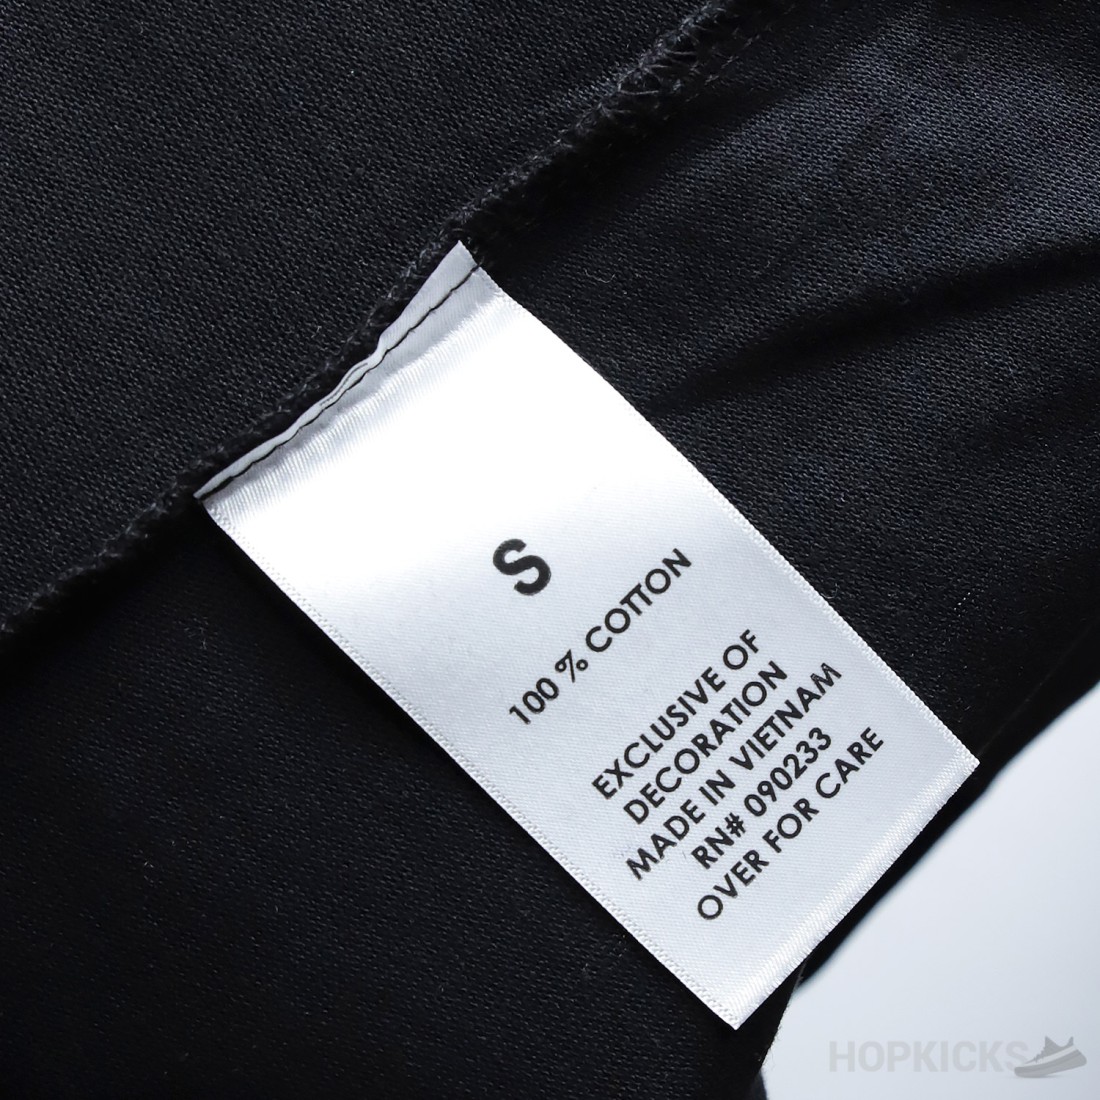 S
100 % COTTON
EXCLUSIVE OF
DECORATION
MADE IN VIETNAM
RN# 090233
OVER FOR CARE
HOPKICKS